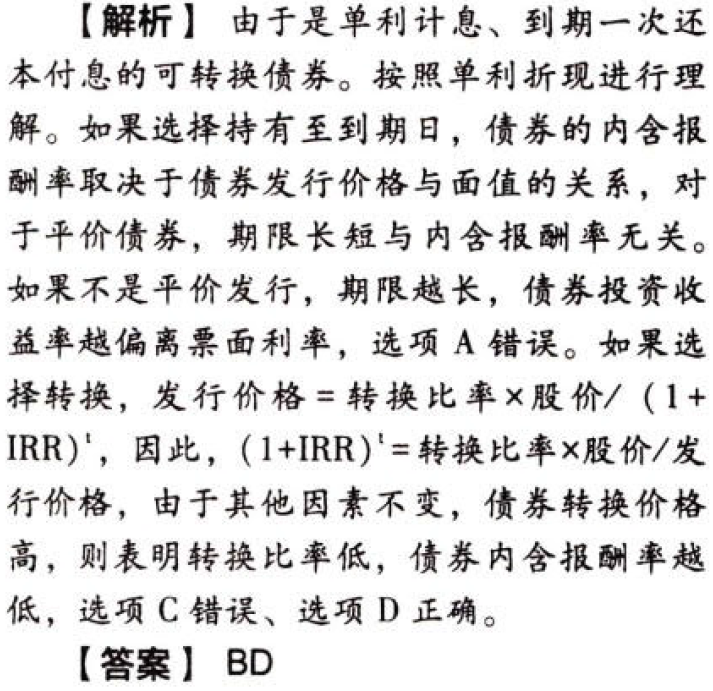 【解析】 由于是单利计息、到期一次还
本付息的可转换债券。按照单利折现进行理
解。如果选择持有至到期日，债券的内含报
酬率取决于债券发行价格与面值的关系，对
于平价债券，期限长短与内含报酬率无关。
如果不是平价发行，期限越长，债券投资收
益率越偏离票面利率，选项 A 错误。如果选
择转换，发行价格 = 转换比率×股价/（1+
IRR)ᵗ，因此，(1+IRR)ᵗ=转换比率×股价/发
行价格，由于其他因素不变，债券转换价格
高，则表明转换比率低，债券内含报酬率越
低，选项 C 错误、选项 D 正确。
【答案】 BD